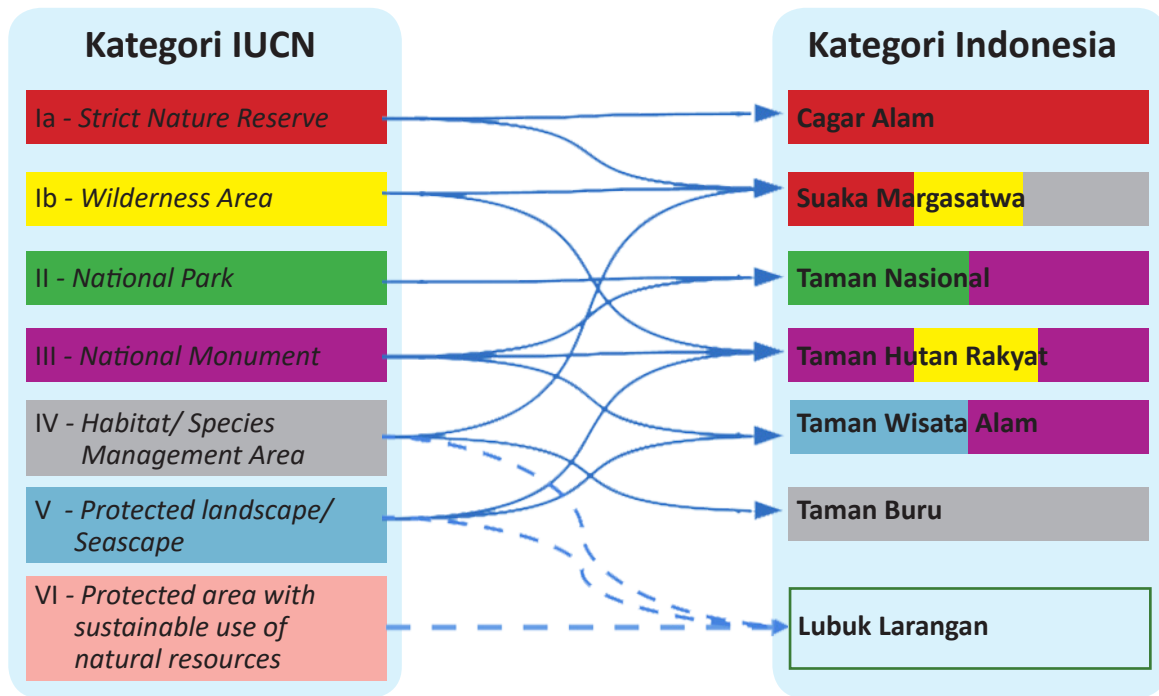 Kategori IUCN
Ia - Strict Nature Reserve
Ib - Wilderness Area
II - National Park
III - National Monument
IV - Habitat/ Species
Management Area
V - Protected landscape/
Seascape
VI - Protected area with
sustainable use of
natural resources
Kategori Indonesia
Cagar Alam
Suaka Margasatwa
Taman Nasional
Taman Hutan Rakyat
Taman Wisata Alam
Taman Buru
Lubuk Larangan